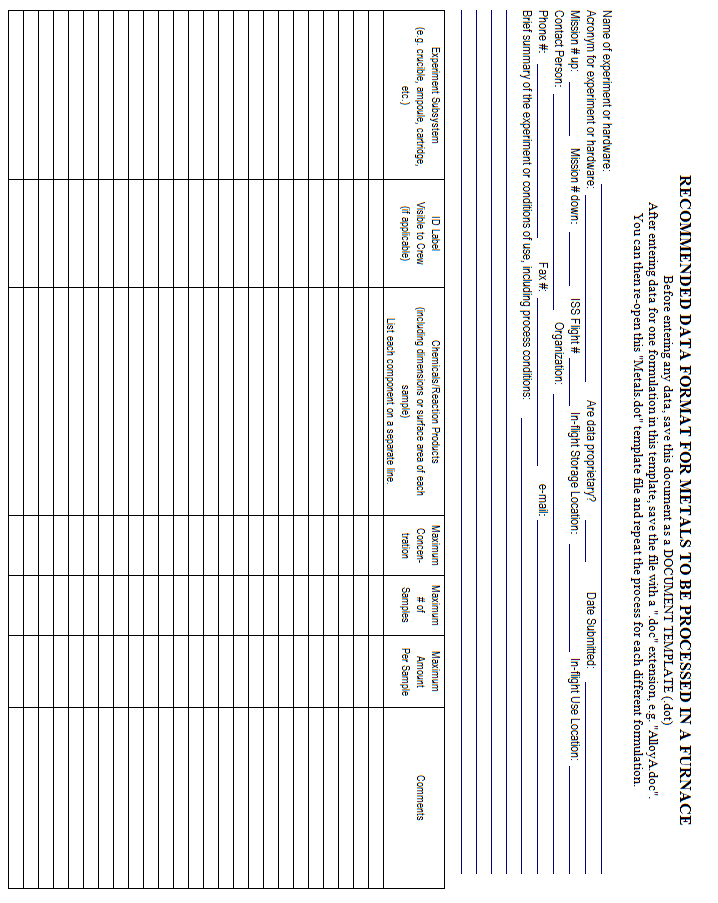 RECOMMENDED DATA FORMAT FOR METALS TO BE PROCESSED IN A FURNACE
Before entering any data, save this document as a DOCUMENT TEMPLATE (.dot)
After entering data for one formulation in this template, save the file with a ".doc" extension, e.g. "AlloyA.doc".
You can then re-open this "Metals.dot" template file and repeat the process for each different formulation.
Name of experiment or hardware:
Acronym for experiment or hardware: Are data proprietary? Date Submitted:
Mission # up: Mission # down: ISS Flight # In-flight Storage Location: In-flight Use Location:
Contact Person: Organization:
Phone #: Fax #: e-mail:
Brief summary of the experiment or conditions of use, including process conditions:
Experiment Subsystem
(e.g. crucible, ampoule, cartridge,
etc.)
ID Label
Visible to Crew
(if applicable)
Chemicals/Reaction Products
(including dimensions or surface area of each
sample)
List each component on a separate line.
Maximum
Concen-
tration
Maximum
# of
Samples
Maximum
Amount
Per Sample
Comments